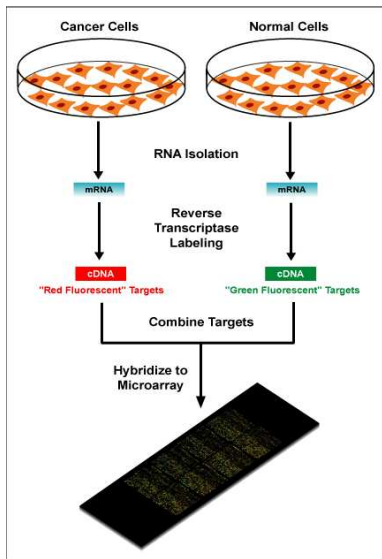 Cancer Cells
Normal Cells
RNA Isolation
mRNA
mRNA
Reverse
Transcriptase
Labeling
cDNA
cDNA
"Red Fluorescent" Targets
"Green Fluorescent" Targets
Combine Targets
Hybridize to
Microarray